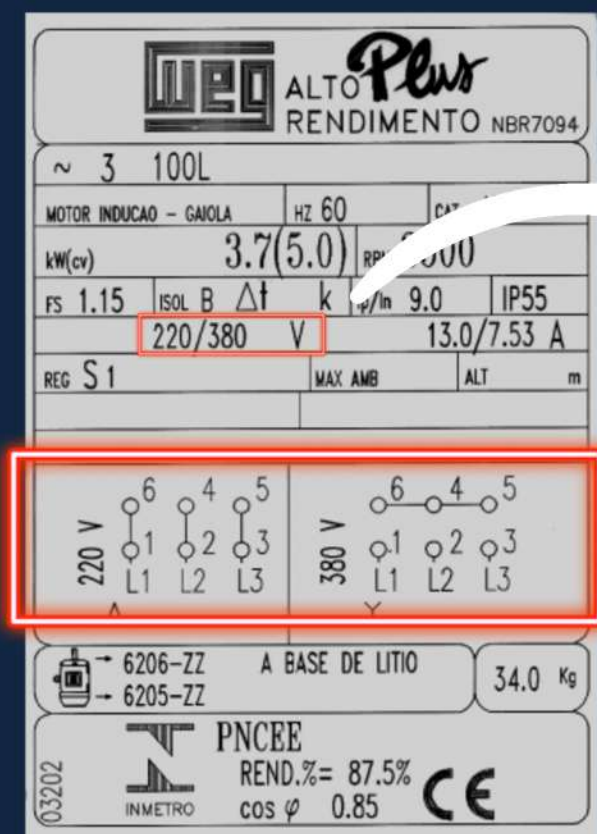 WEG ALTO Plus
RENDIMENTO NBR7094
~ 3 100L
MOTOR INDUCAO - GAIOLA HZ 60
kW(cv) 3.7(5.0)
FS 1.15 ISOL B Δt k Ip/In 9.0 IP55
220/380 V 13.0/7.53 A
REG S1 MAX AMB ALT m
6 4 5 6 4 5
220 V 1 2 3 380 V 1 2 3
L1 L2 L3 L1 L2 L3
Y
6206-ZZ A BASE DE LITIO
6205-ZZ 34.0 Kg
PNCEE
REND.%= 87.5%
cos φ 0.85 CE
INMETRO
03202